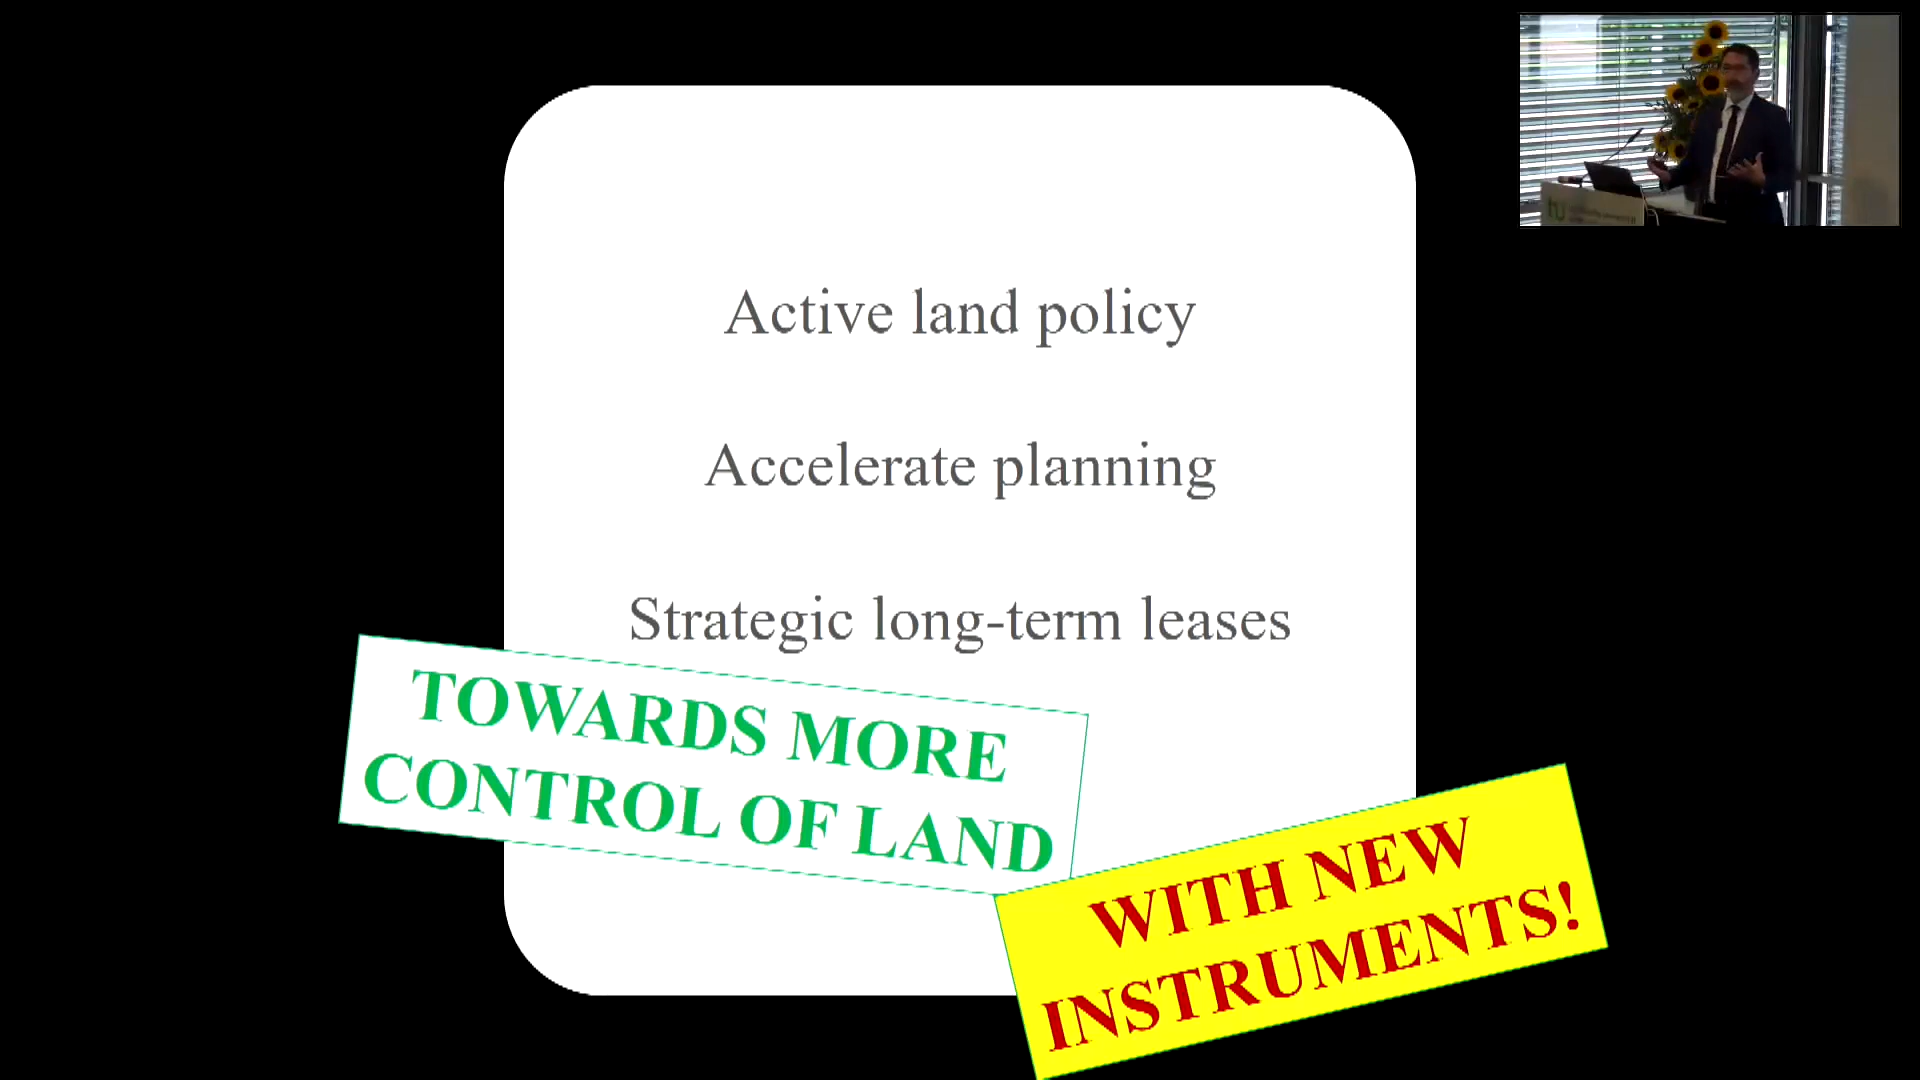 Active land policy
Accelerate planning
Strategic long-term leases
TOWARDS MORE
CONTROL OF LAND
WITH NEW
INSTRUMENTS!